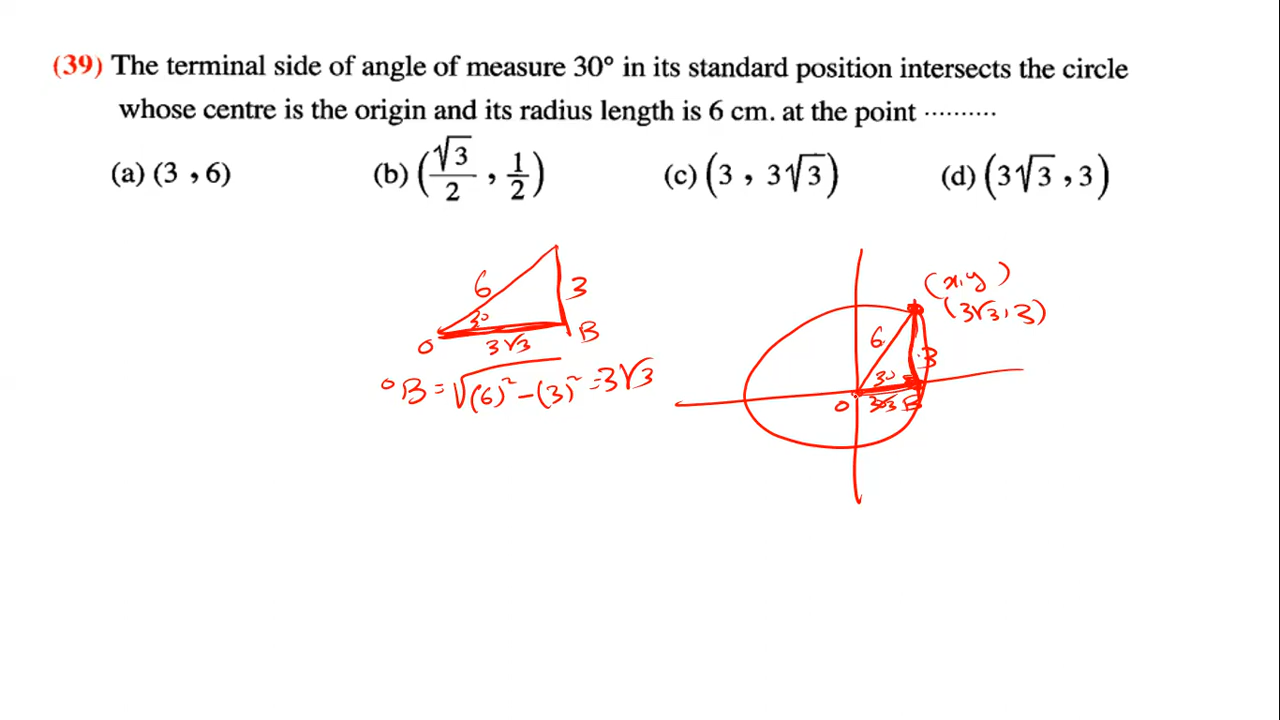 (39) The terminal side of angle of measure 30° in its standard position intersects the circle
whose centre is the origin and its radius length is 6 cm. at the point ..........
(a) (3 , 6) (b) (√3/2 , 1/2) (c) (3 , 3√3) (d) (3√3 , 3)
6
3
30
O
3√3
B
OB = √(6)² - (3)² = 3√3
(x,y)
(3√3, 3)
6
3
30
O
3√3
B